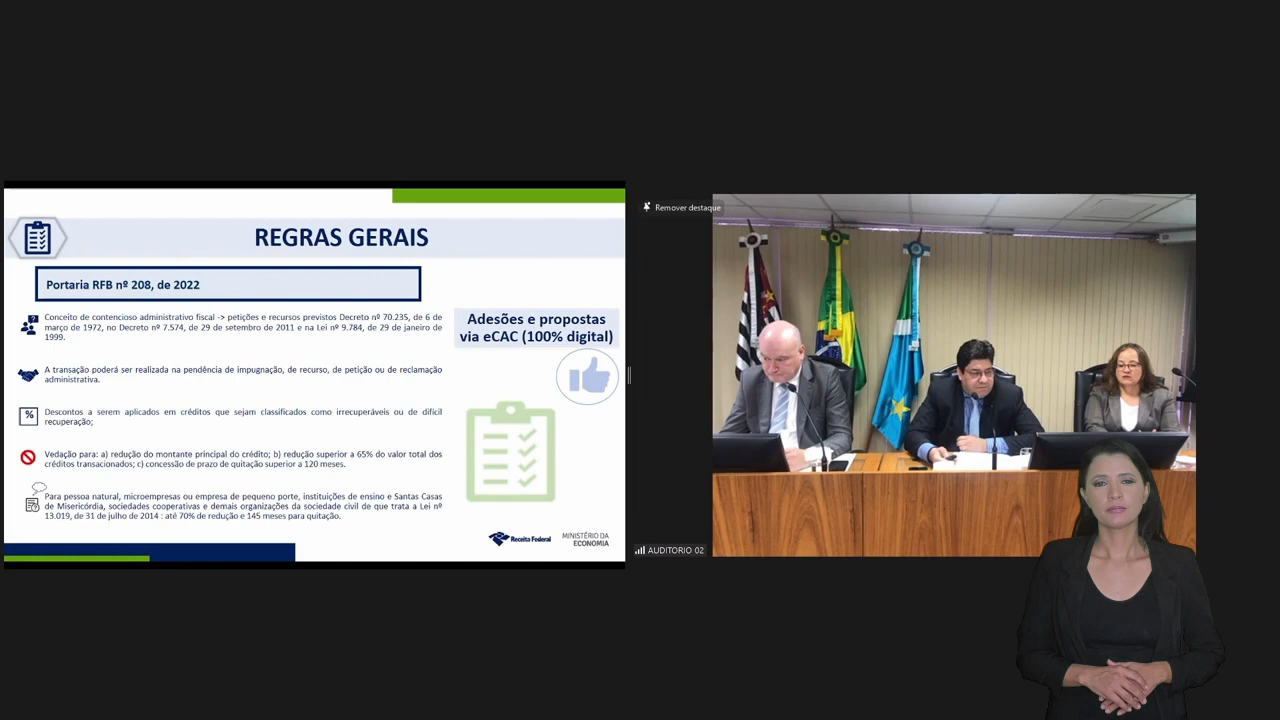 REGRAS GERAIS
Portaria RFB nº 208, de 2022
Conceito de contencioso administrativo fiscal -> petições e recursos previstos Decreto nº 70.235, de 6 de
março de 1972, no Decreto nº 7.574, de 29 de setembro de 2011 e na Lei nº 9.784, de 29 de janeiro de
1999.
A transação poderá ser realizada na pendência de impugnação, de recurso, de petição ou de reclamação
administrativa.
%
Descontos a serem aplicados em créditos que sejam classificados como irrecuperáveis ou de difícil
recuperação;
Vedação para: a) redução do montante principal do crédito; b) redução superior a 65% do valor total dos
créditos transacionados; c) concessão de prazo de quitação superior a 120 meses.
Para pessoa natural, microempresas ou empresa de pequeno porte, instituições de ensino e Santas Casas
de Misericórdia, sociedades cooperativas e demais organizações da sociedade civil de que trata a Lei nº
13.019, de 31 de julho de 2014 : até 70% de redução e 145 meses para quitação.
Adesões e propostas
via eCAC (100% digital)
Receita Federal
MINISTÉRIO DA
ECONOMIA
Remover destaque
AUDITORIO 02